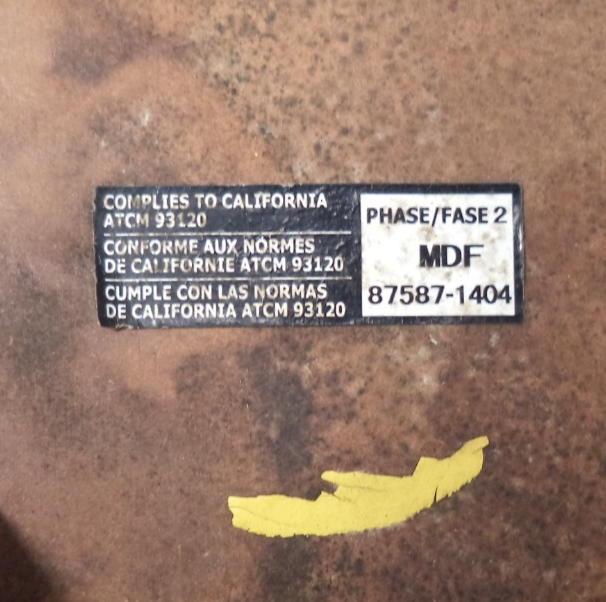 COMPLIES TO CALIFORNIA
ATCM 93120
CONFORME AUX NORMES
DE CALIFORNIE ATCM 93120
CUMPLE CON LAS NORMAS
DE CALIFORNIA ATCM 93120
PHASE/FASE 2
MDF
87587-1404